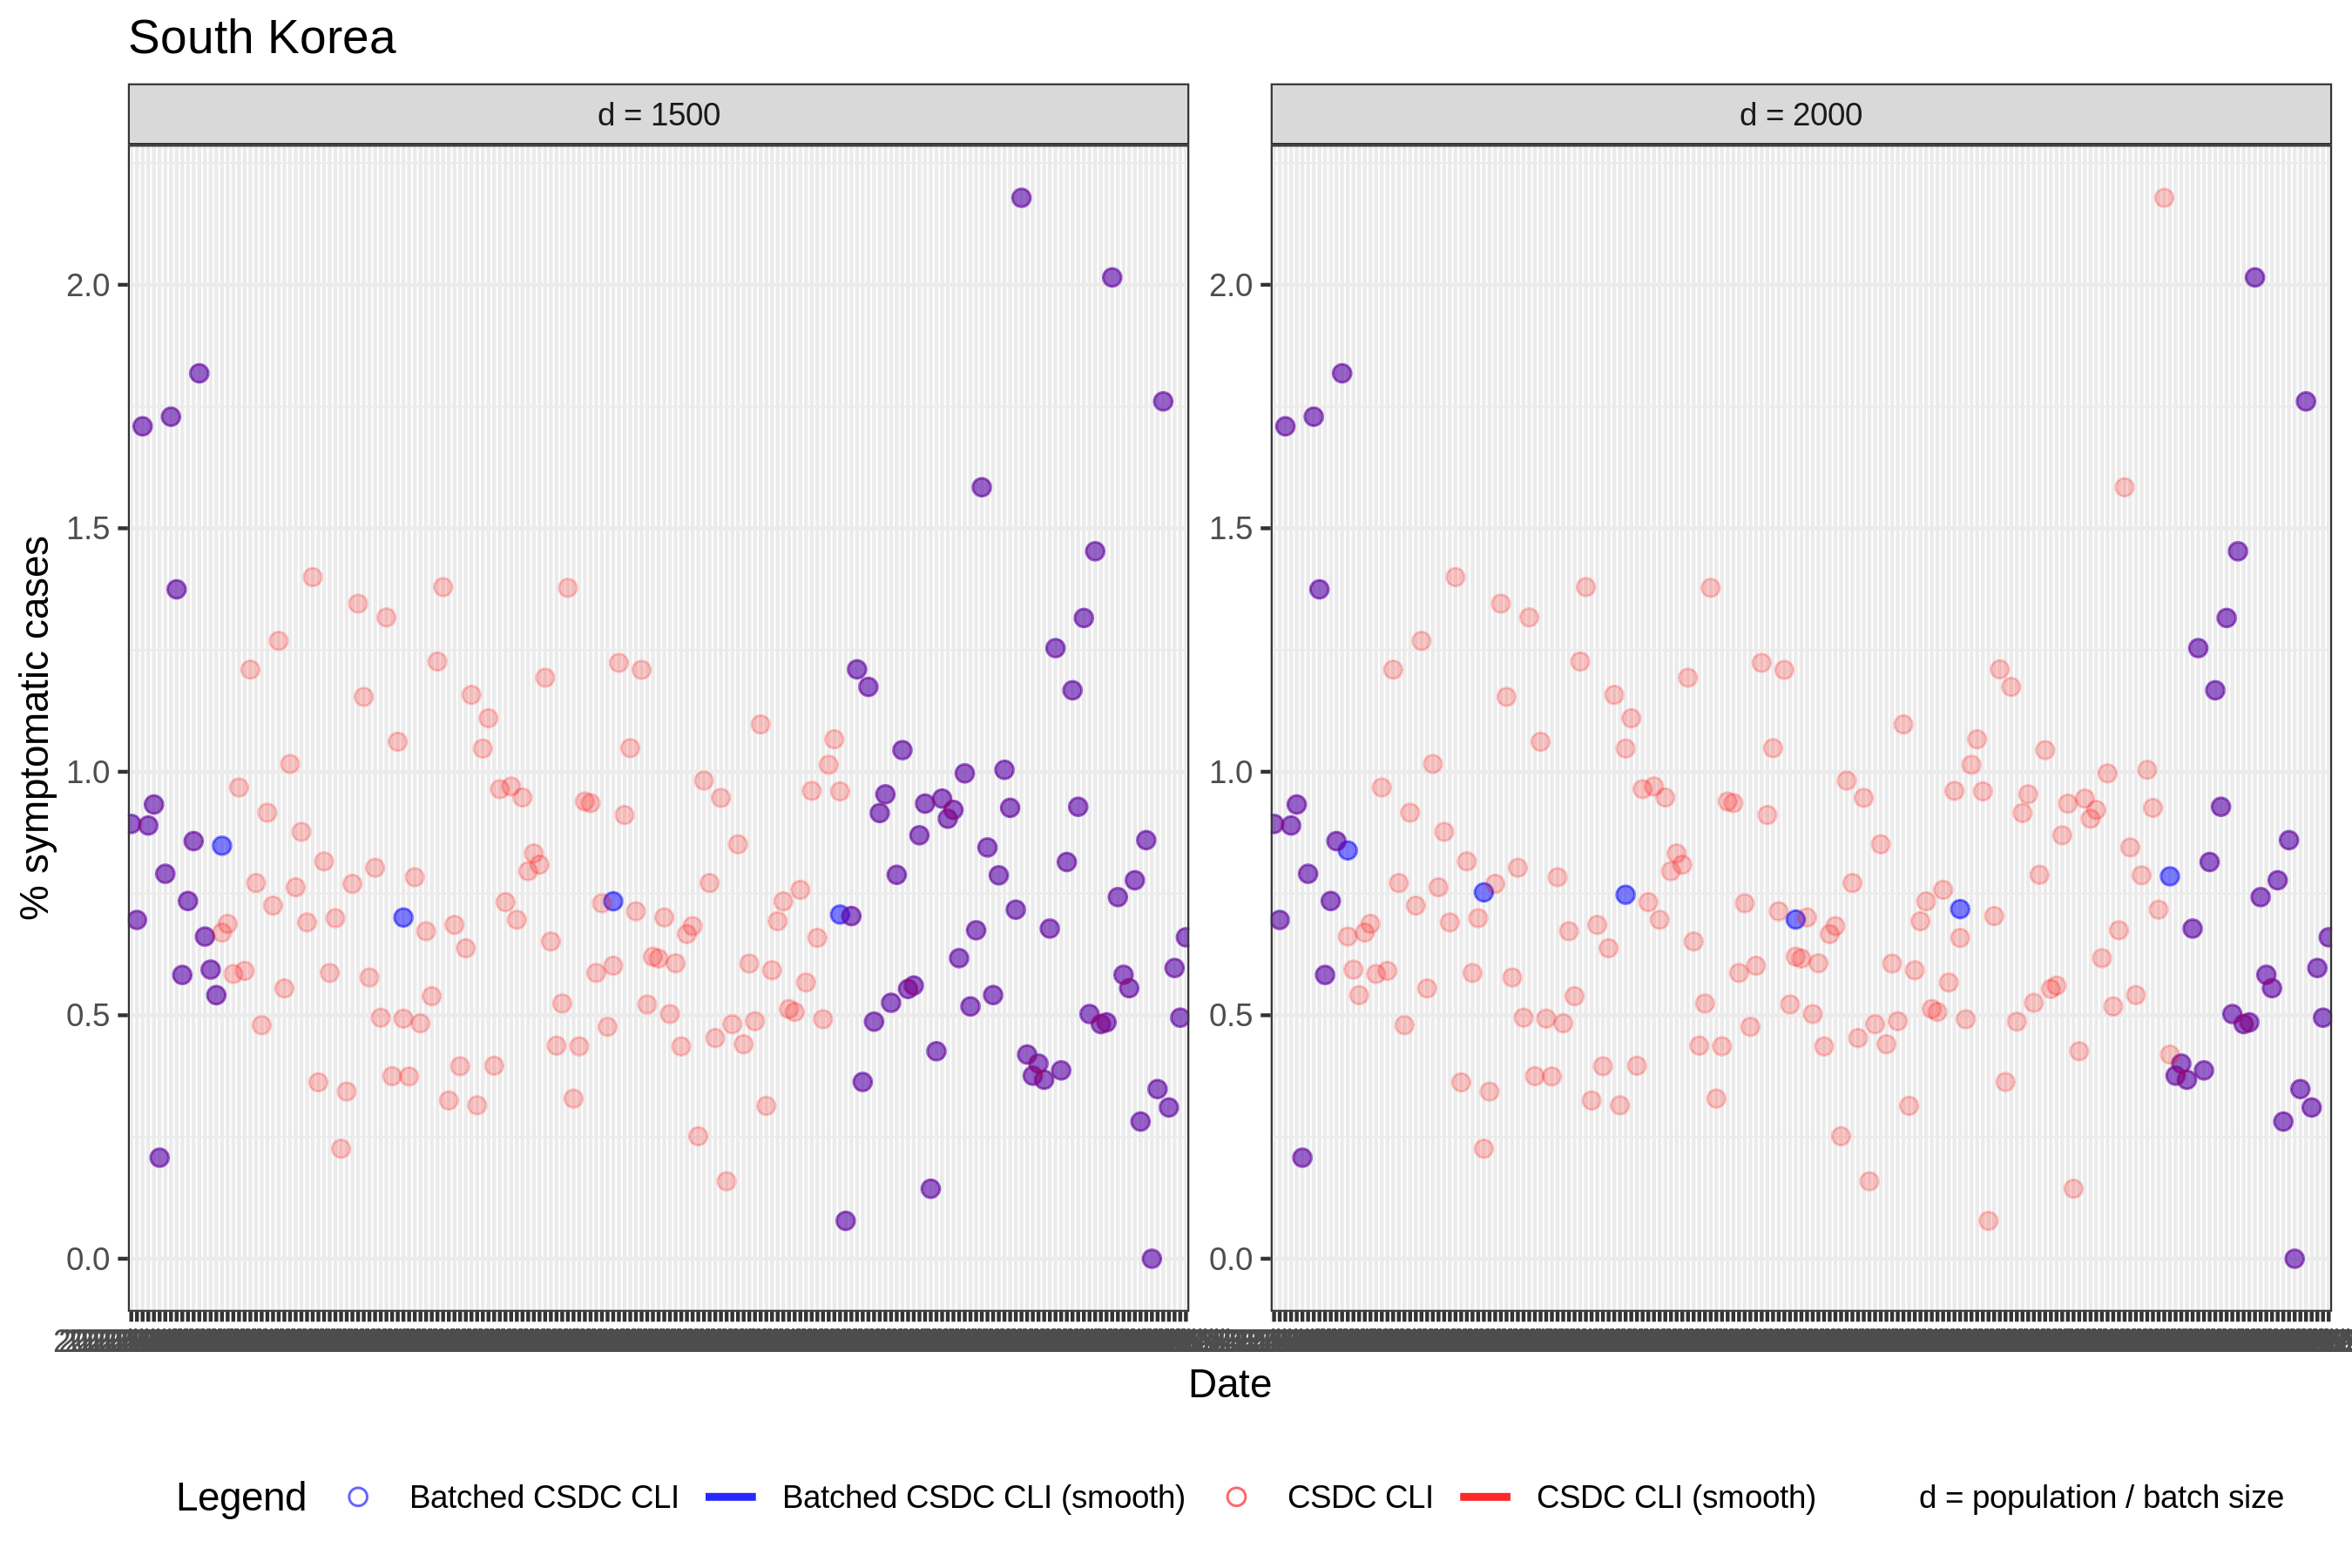 South Korea
d = 1500
d = 2000
% symptomatic cases
2.0
1.5
1.0
0.5
0.0
2.0
1.5
1.0
0.5
0.0
Date
Legend
Batched CSDC CLI
Batched CSDC CLI (smooth)
CSDC CLI
CSDC CLI (smooth)
d = population / batch size